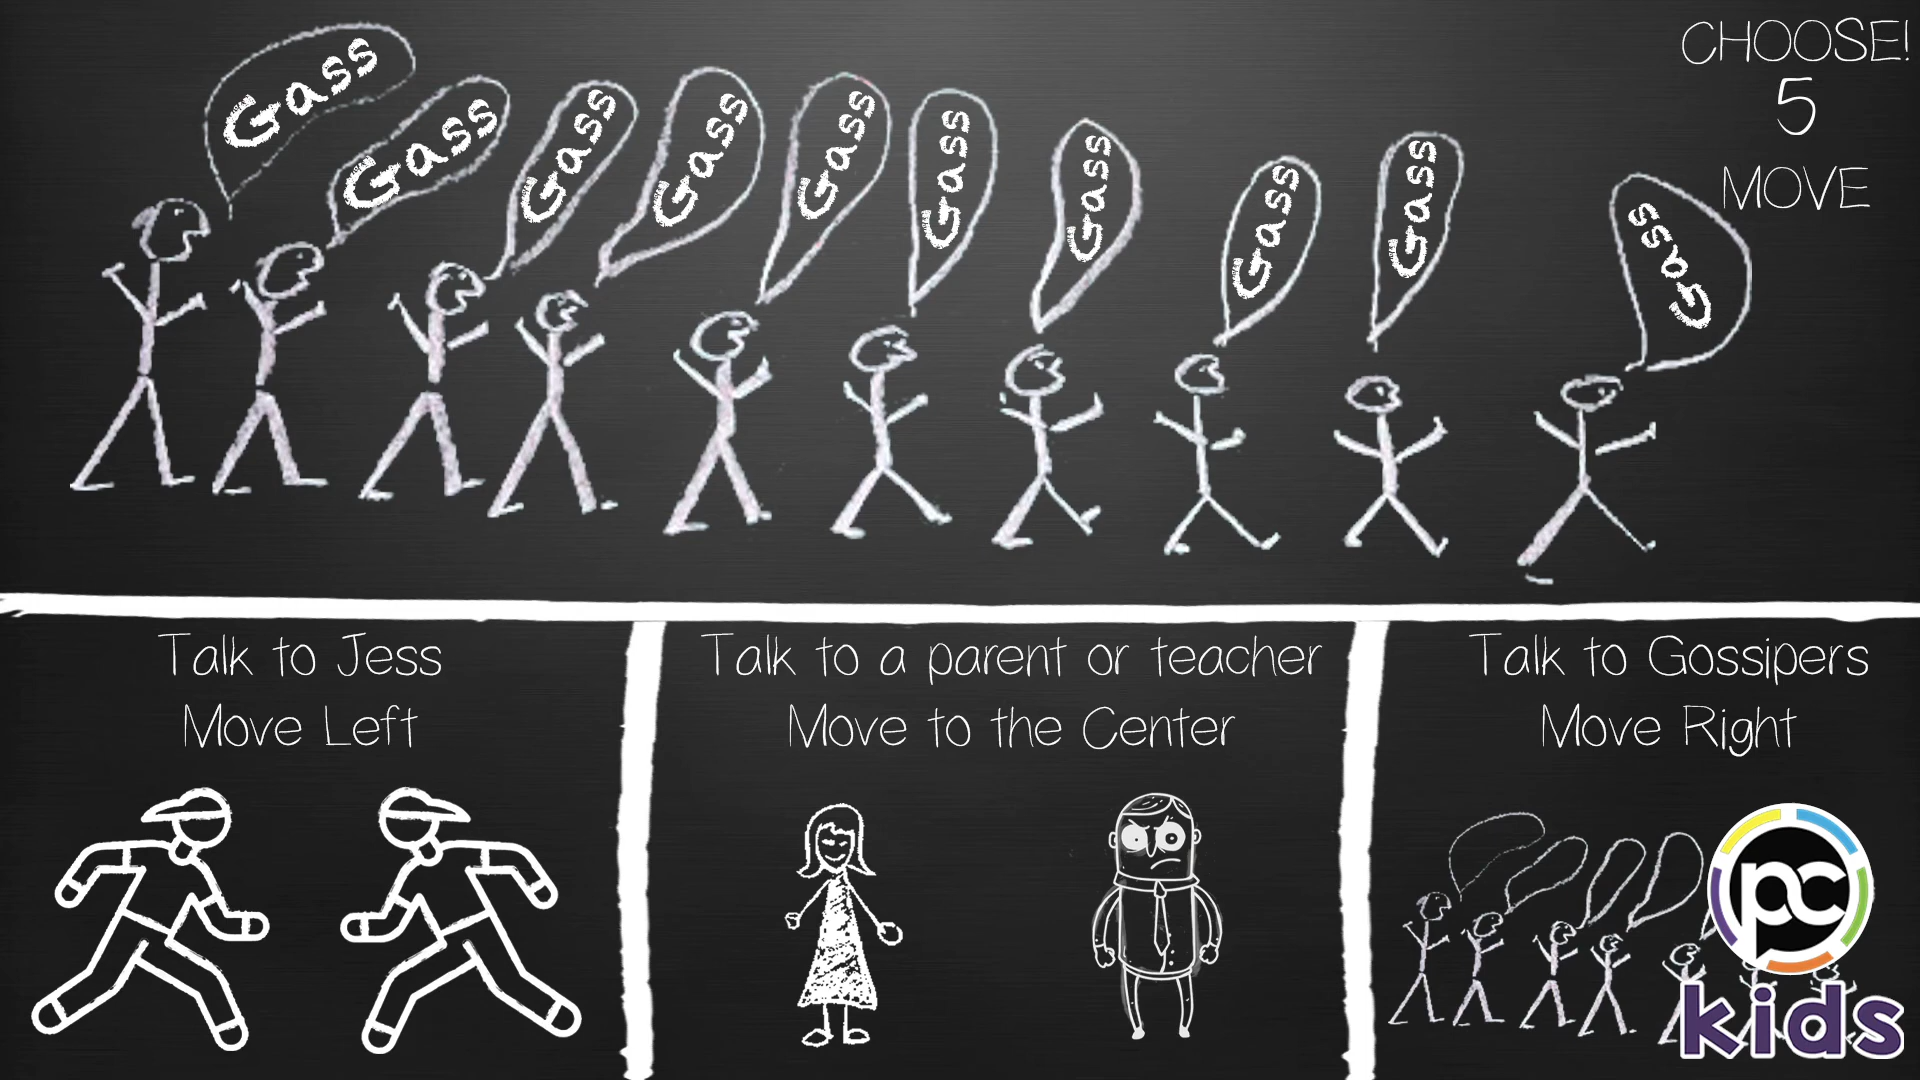 Gass
Gass
Gass
Gass
Gass
Gass
Gass
Gass
Gass
Gass
CHOOSE!
5
MOVE
Talk to Jess
Move Left
Talk to a parent or teacher
Move to the Center
Talk to Gossipers
Move Right
pc
kids